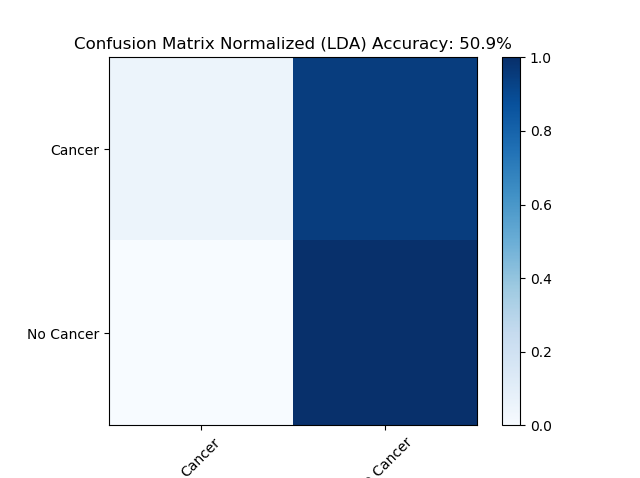 Confusion Matrix Normalized (LDA) Accuracy: 50.9%
Cancer
No Cancer
Cancer
Cancer
1.0
0.8
0.6
0.4
0.2
0.0